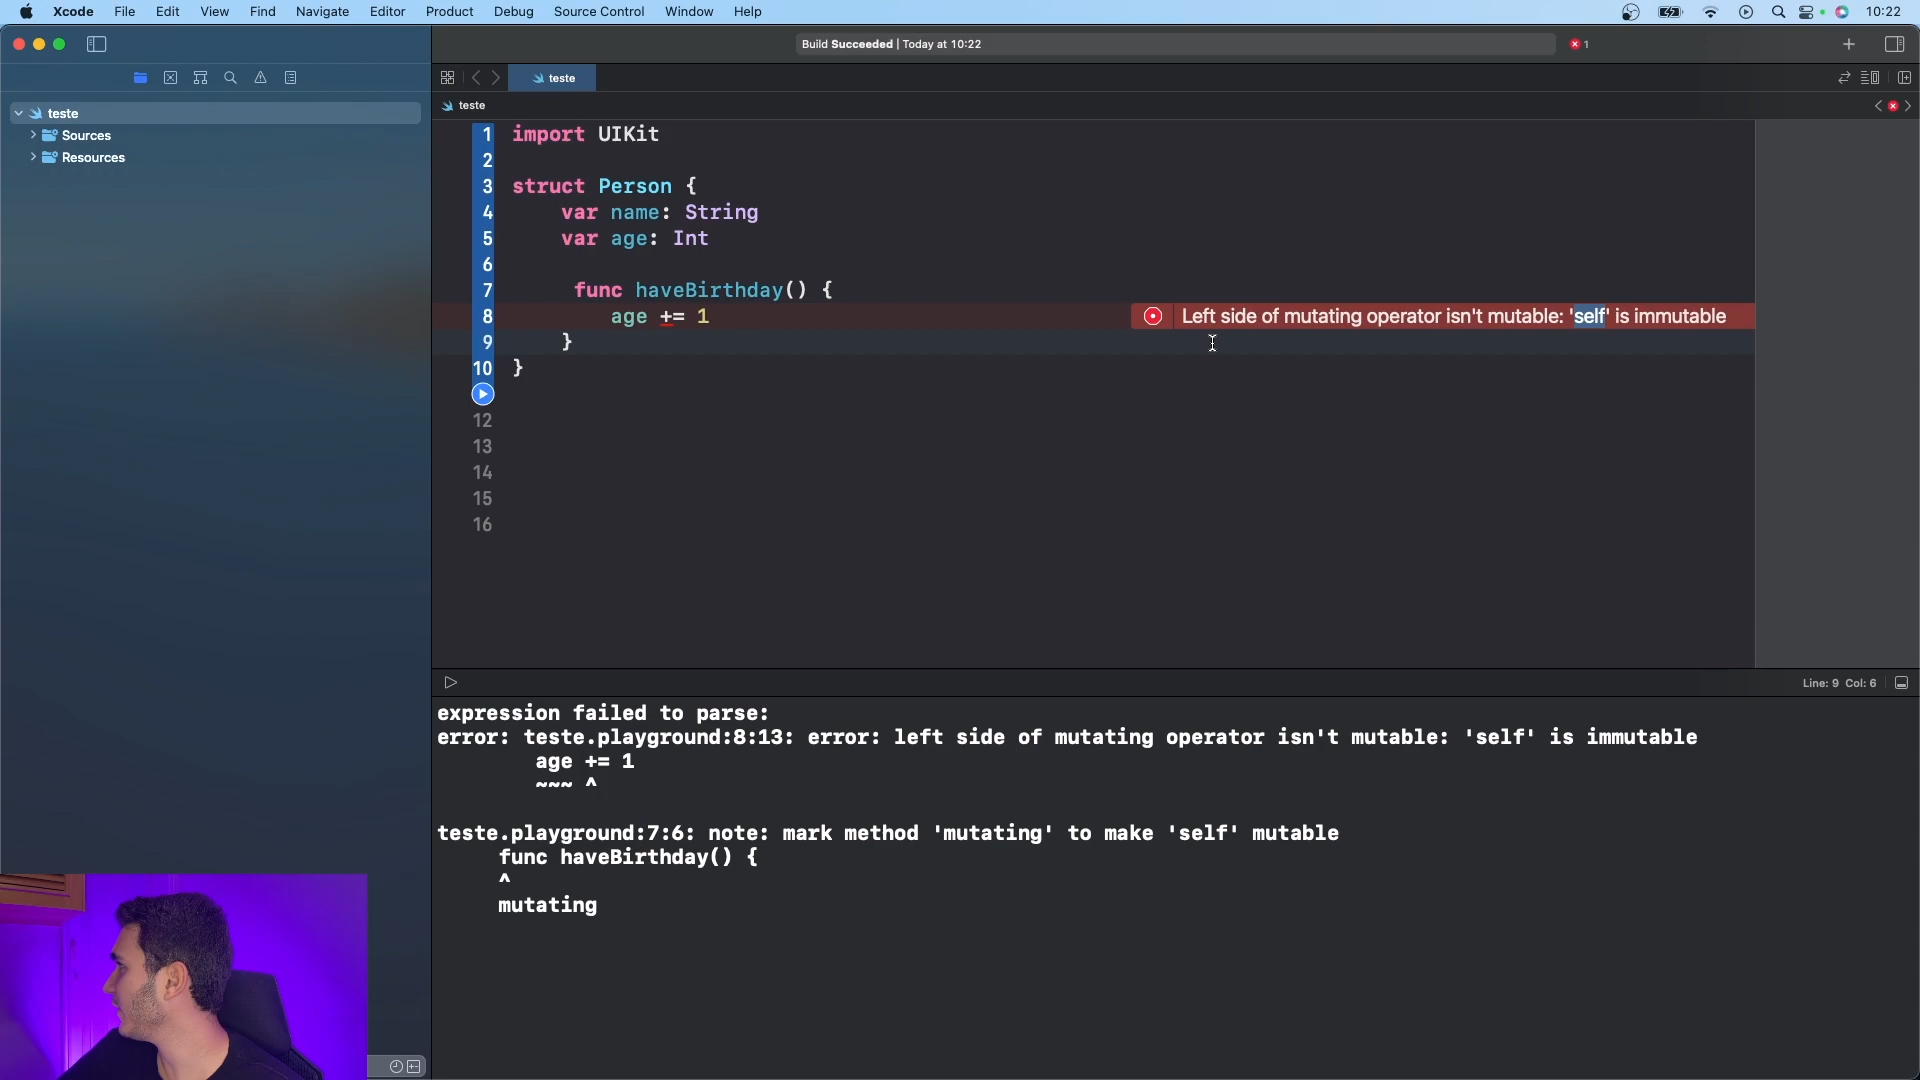 Xcode File Edit View Find Navigate Editor Product Debug Source Control Window Help 10:22
Build Succeeded | Today at 10:22
1
teste
teste
Sources
Resources
teste
1 import UIKit
2
3 struct Person {
4 var name: String
5 var age: Int
6
7 func haveBirthday() {
8 age += 1
Left side of mutating operator isn't mutable: 'self' is immutable
9 }
10 }
12
13
14
15
16
Line: 9 Col: 6
expression failed to parse:
error: teste.playground:8:13: error: left side of mutating operator isn't mutable: 'self' is immutable
age += 1
~~~ ^
teste.playground:7:6: note: mark method 'mutating' to make 'self' mutable
func haveBirthday() {
^
mutating